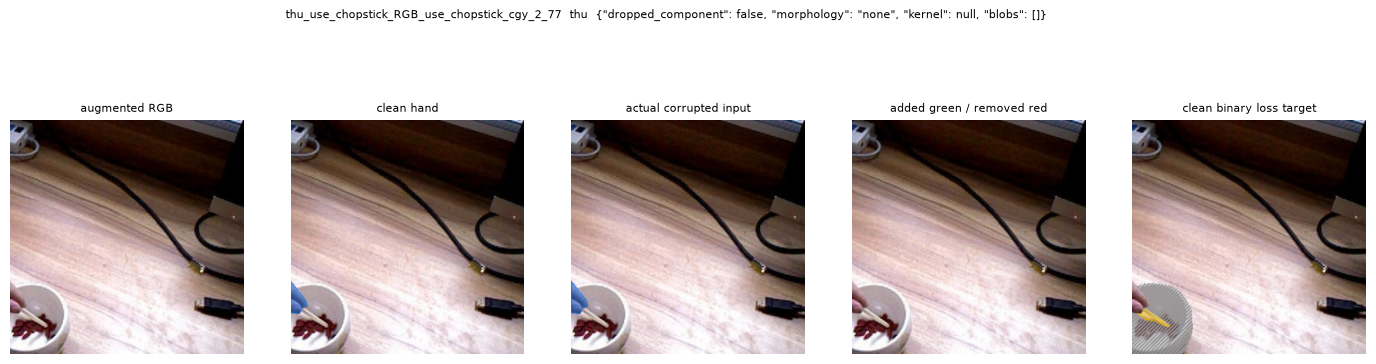 thu_use_chopstick_RGB_use_chopstick_cgy_2_77  thu  {"dropped_component": false, "morphology": "none", "kernel": null, "blobs": []}
augmented RGB
clean hand
actual corrupted input
added green / removed red
clean binary loss target